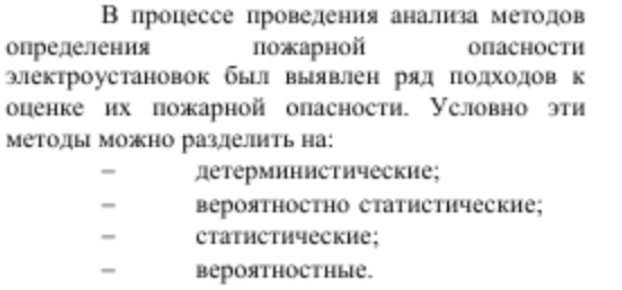 В процессе проведения анализа методов
определения пожарной опасности
электроустановок был выявлен ряд подходов к
оценке их пожарной опасности. Условно эти
методы можно разделить на:
– детерминистические;
– вероятностно статистические;
– статистические;
– вероятностные.